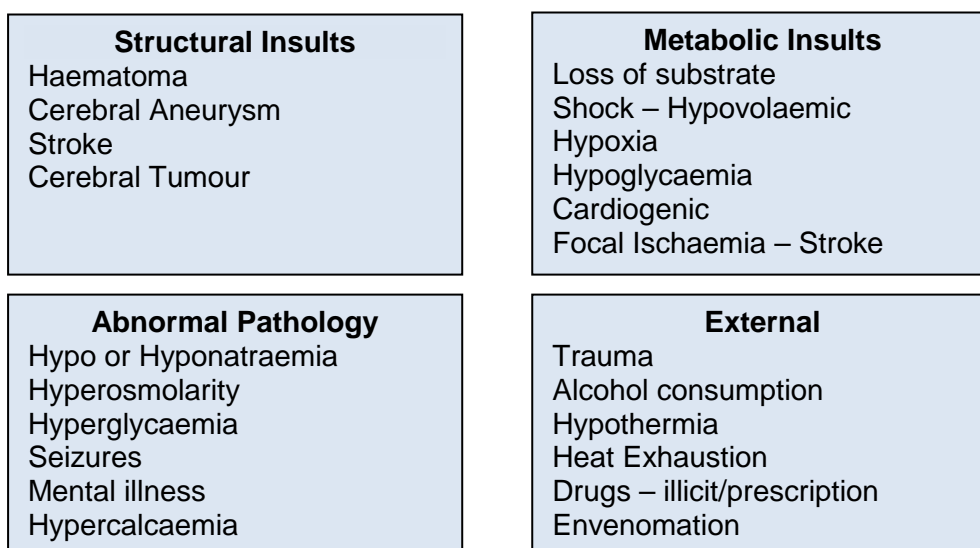 Structural Insults
Haematoma
Cerebral Aneurysm
Stroke
Cerebral Tumour
Metabolic Insults
Loss of substrate
Shock – Hypovolaemic
Hypoxia
Hypoglycaemia
Cardiogenic
Focal Ischaemia – Stroke
Abnormal Pathology
Hypo or Hyponatraemia
Hyperosmolarity
Hyperglycaemia
Seizures
Mental illness
Hypercalcaemia
External
Trauma
Alcohol consumption
Hypothermia
Heat Exhaustion
Drugs – illicit/prescription
Envenomation